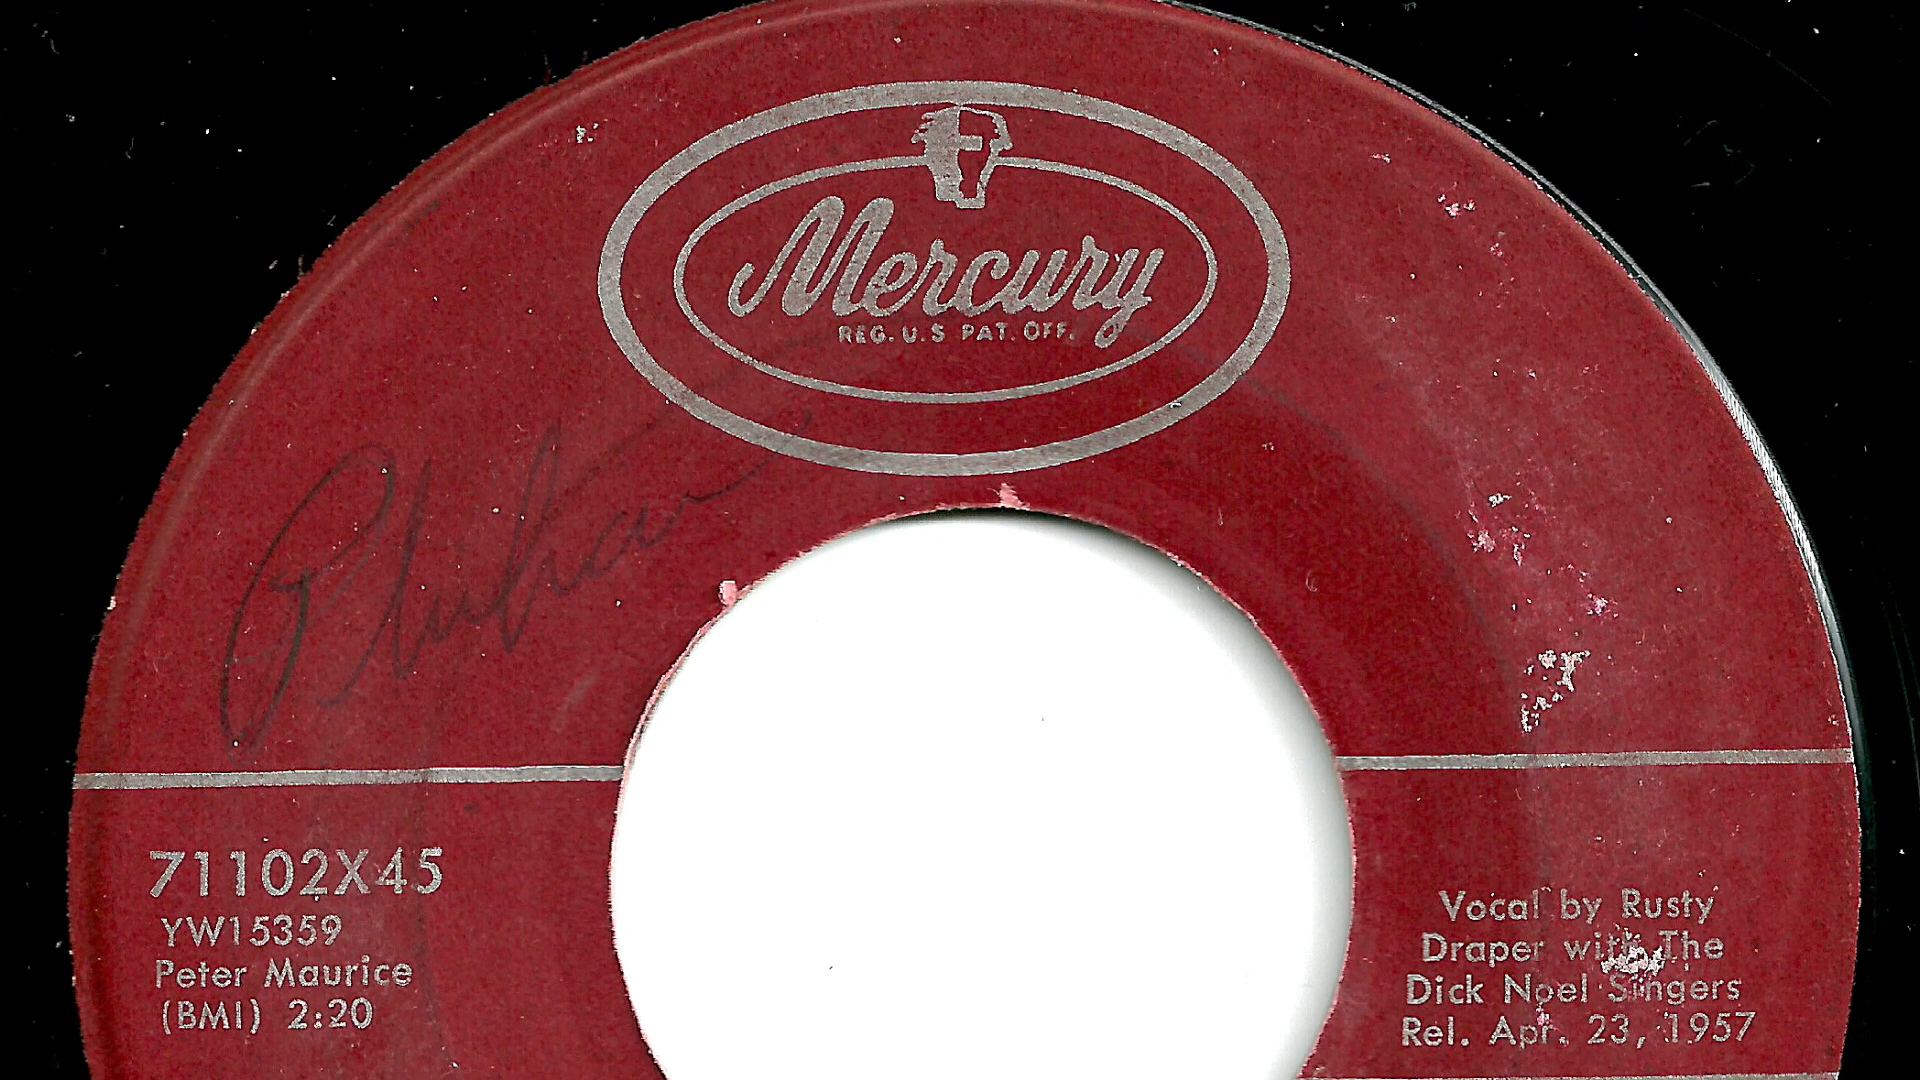 Mercury
REG. U.S PAT. OFF.
71102X45
YW15359
Peter Maurice
(BMI) 2:20
Vocal by Rusty
Draper with The
Dick Noel Singers
Rel. Apr. 23, 1957